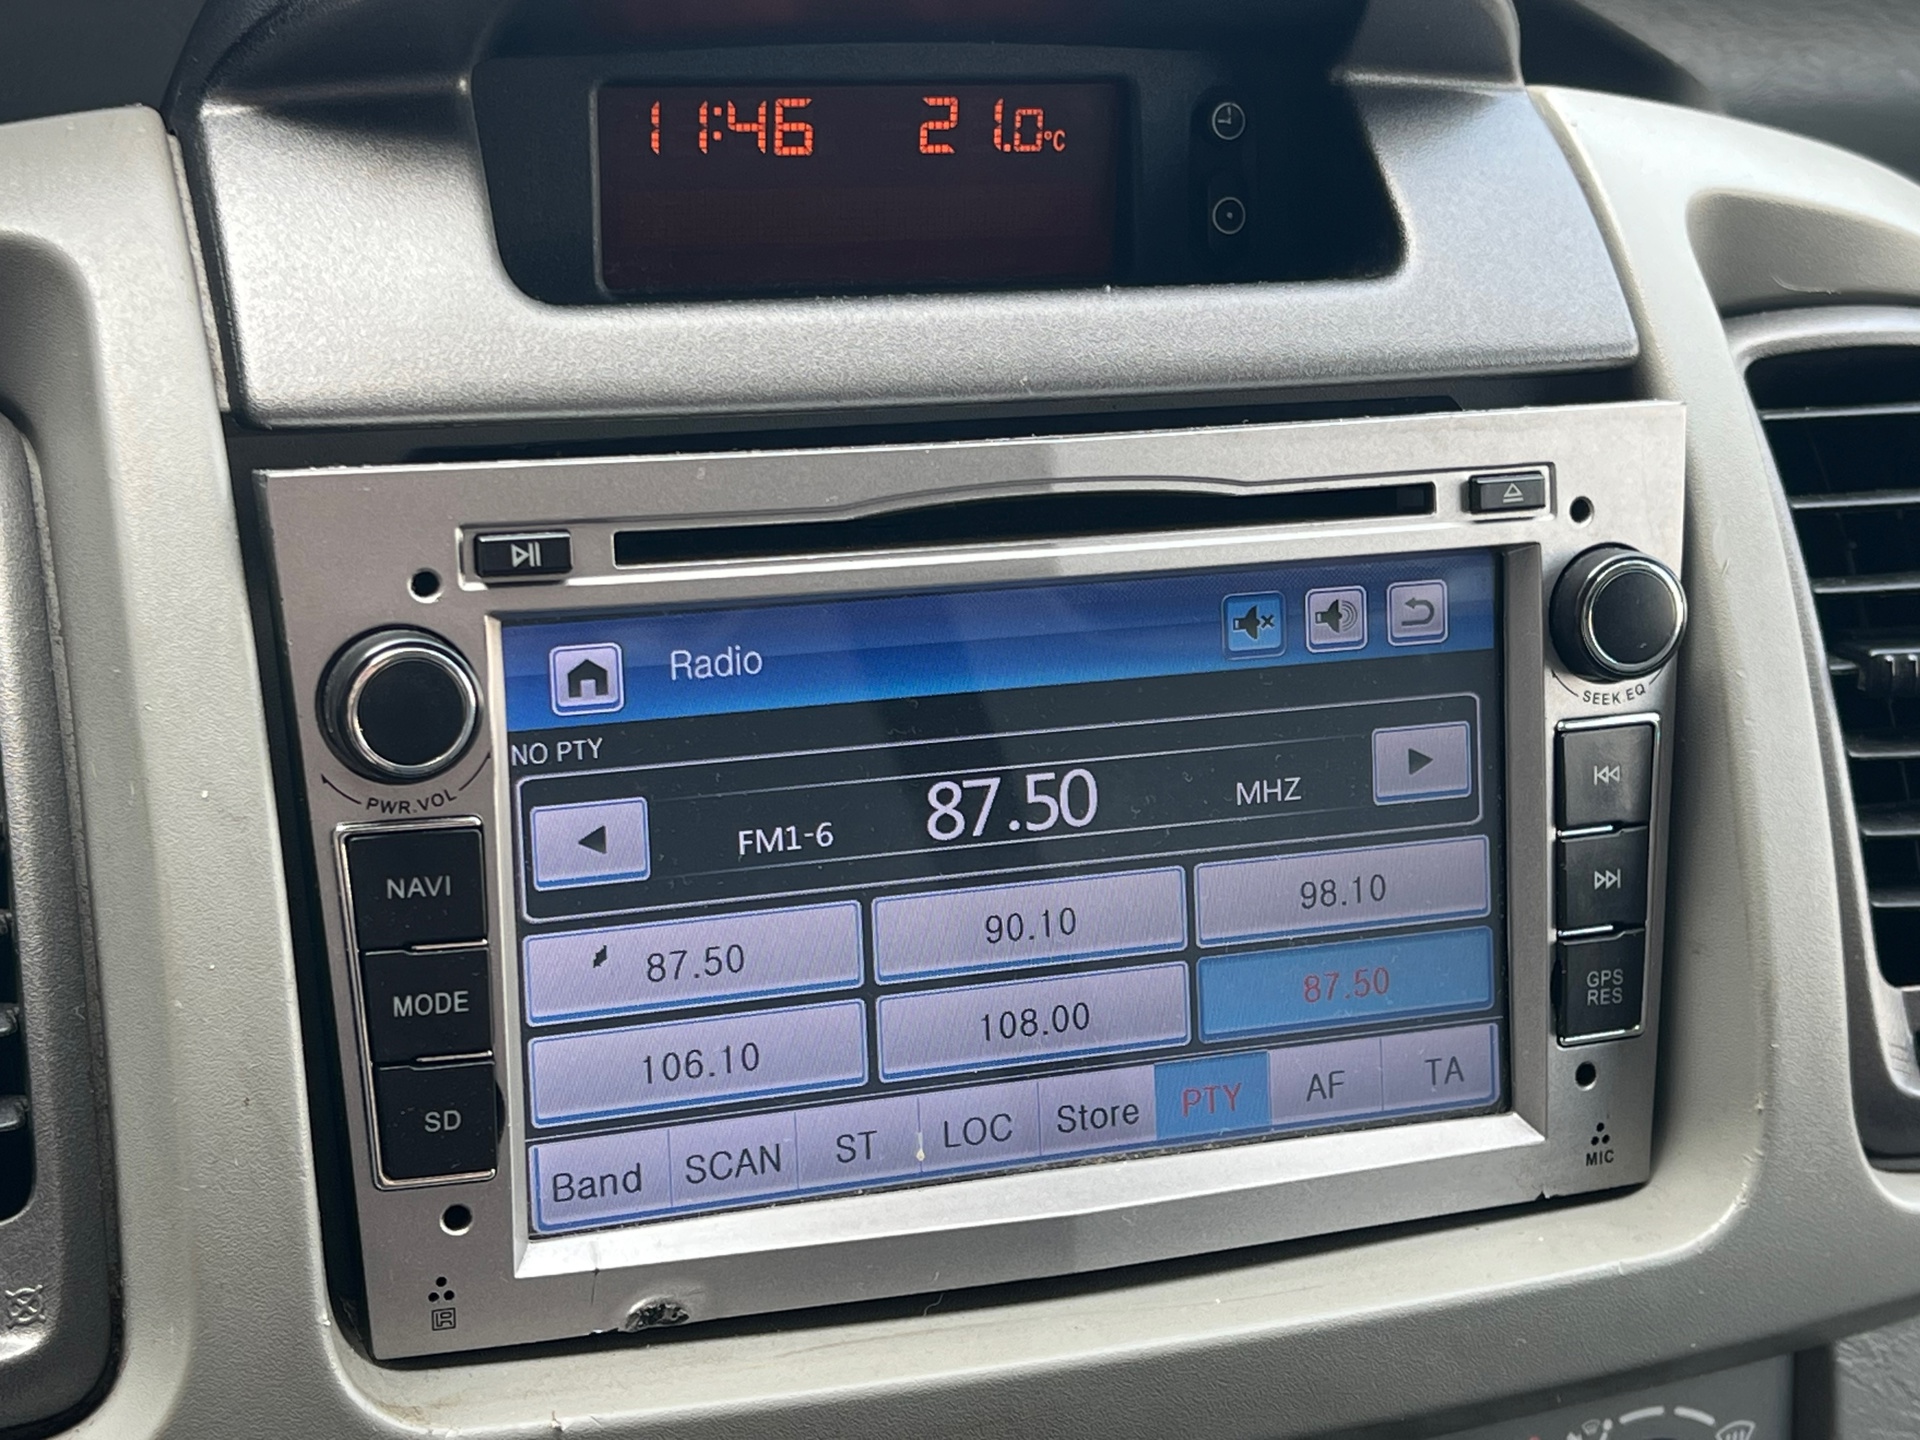 11:46 21.0°C
Radio
NO PTY
FM1-6 87.50 MHZ
87.50 90.10 98.10
106.10 108.00 87.50
Band SCAN ST LOC Store PTY AF TA
PWR.VOL
NAVI
MODE
SD
IR
SEEK.EQ
GPS
RES
MIC